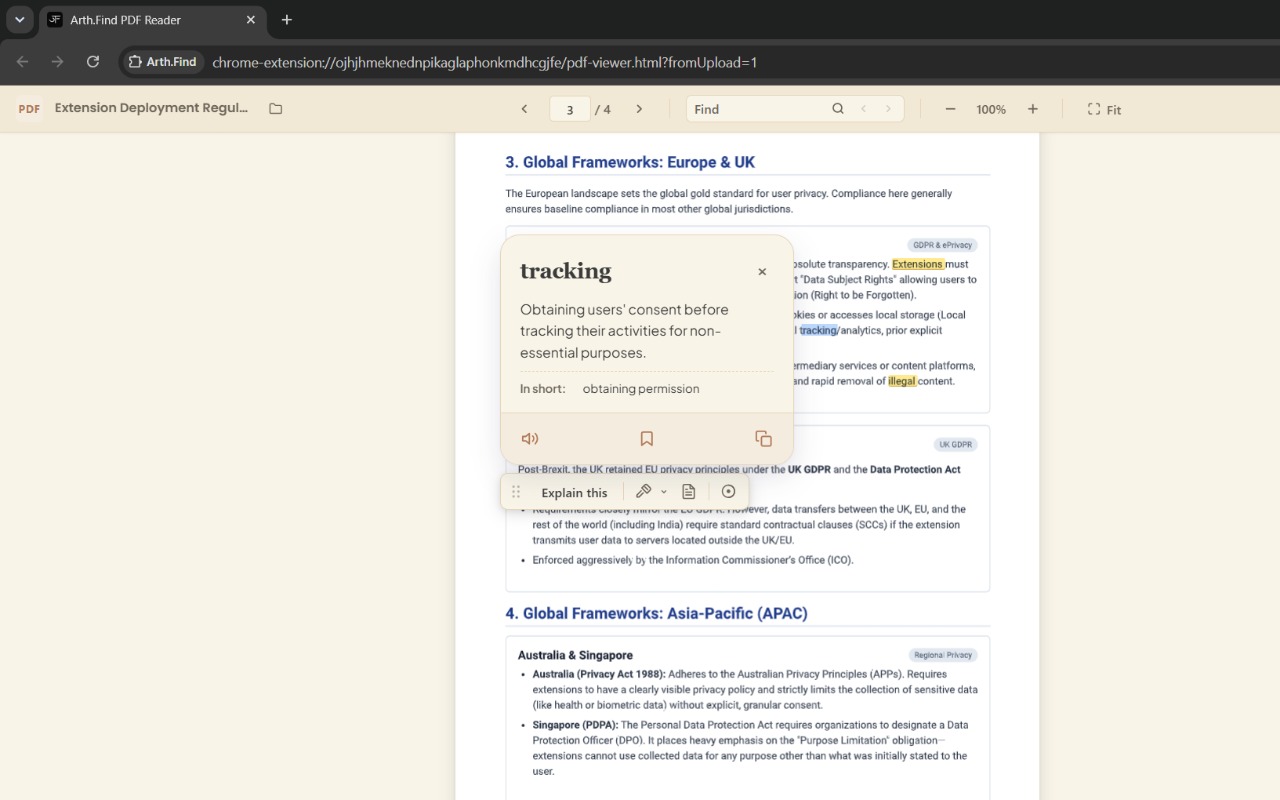 Arth.Find PDF Reader
Arth.Find
chrome-extension://ojhjhmeknednpikaglaphonkmdhcgjfe/pdf-viewer.html?fromUpload=1
PDF
Extension Deployment Regul...
3 / 4
Find
100%
Fit
3. Global Frameworks: Europe & UK
The European landscape sets the global gold standard for user privacy. Compliance here generally
ensures baseline compliance in most other global jurisdictions.
GDPR & ePrivacy
absolute transparency. Extensions must
"Data Subject Rights" allowing users to
(Right to be Forgotten).
or accesses local storage (Local
tracking/analytics, prior explicit
services or content platforms,
and rapid removal of illegal content.
tracking
Obtaining users' consent before
tracking their activities for non-
essential purposes.
In short: obtaining permission
UK GDPR
Post-Brexit, the UK retained EU privacy principles under the UK GDPR and the Data Protection Act
Explain this
• Requirements closely mirror the EU GDPR. However, data transfers between the UK, EU, and the
rest of the world (including India) require standard contractual clauses (SCCs) if the extension
transmits user data to servers located outside the UK/EU.
• Enforced aggressively by the Information Commissioner's Office (ICO).
4. Global Frameworks: Asia-Pacific (APAC)
Australia & Singapore
Regional Privacy
• Australia (Privacy Act 1988): Adheres to the Australian Privacy Principles (APPs). Requires
extensions to have a clearly visible privacy policy and strictly limits the collection of sensitive data
(like health or biometric data) without explicit, granular consent.
• Singapore (PDPA): The Personal Data Protection Act requires organizations to designate a Data
Protection Officer (DPO). It places heavy emphasis on the "Purpose Limitation" obligation—
extensions cannot use collected data for any purpose other than what was initially stated to the
user.